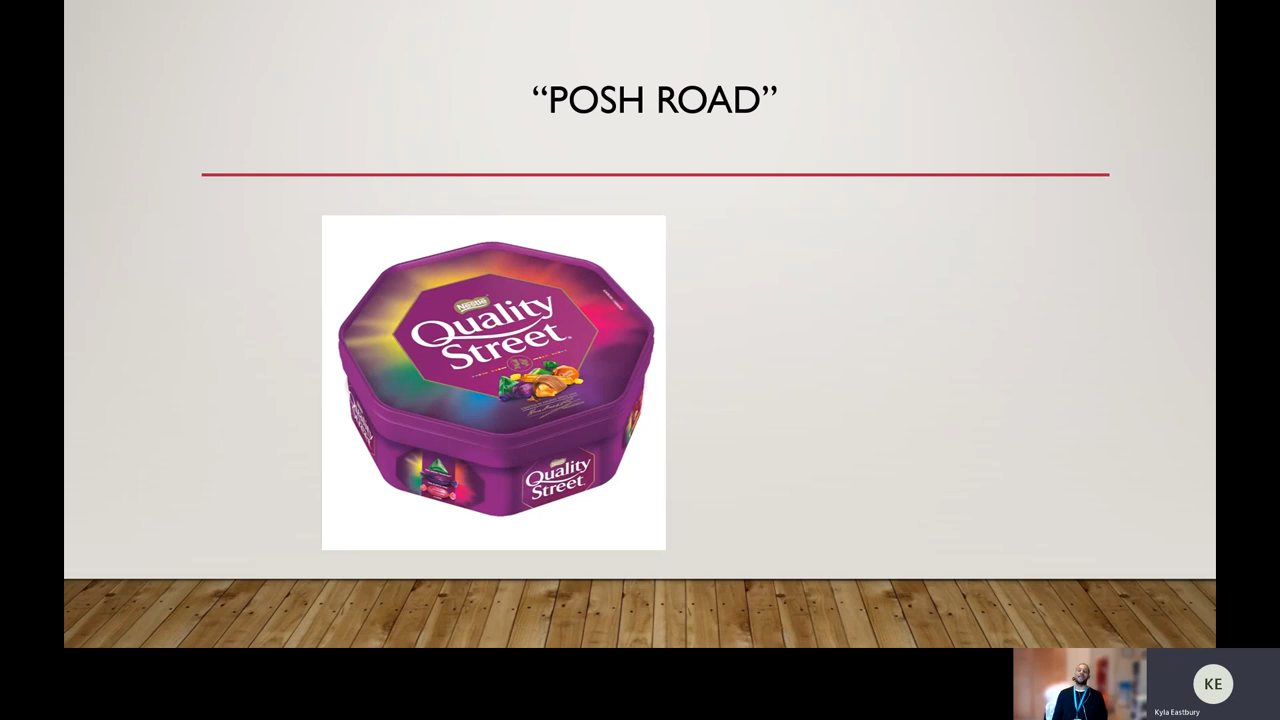 “POSH ROAD”
Nestlé
Quality
Street
Quality
Street
KE
Kyla Eastbury